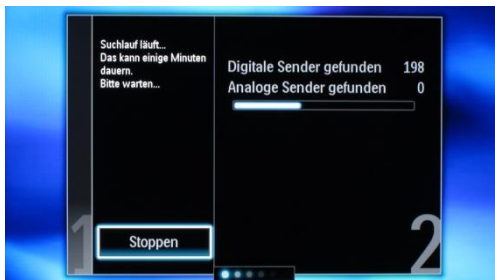 Suchlauf läuft...
Das kann einige Minuten
dauern.
Bitte warten...
Digitale Sender gefunden 198
Analoge Sender gefunden 0
1
Stoppen
2